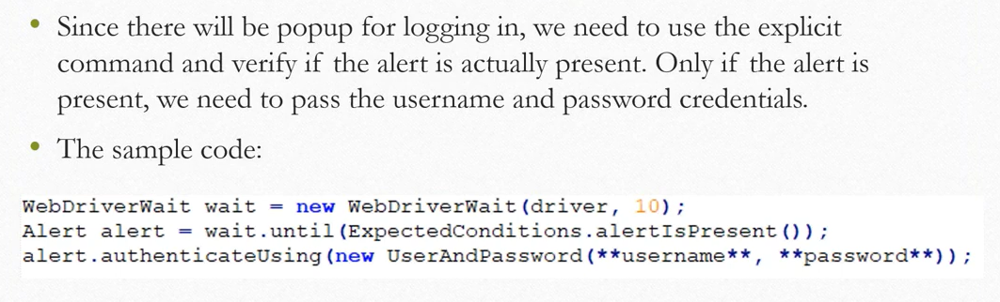 • Since there will be popup for logging in, we need to use the explicit
command and verify if the alert is actually present. Only if the alert is
present, we need to pass the username and password credentials.
• The sample code:
WebDriverWait wait = new WebDriverWait(driver, 10);
Alert alert = wait.until(ExpectedConditions.alertIsPresent());
alert.authenticateUsing(new UserAndPassword(**username**, **password**));